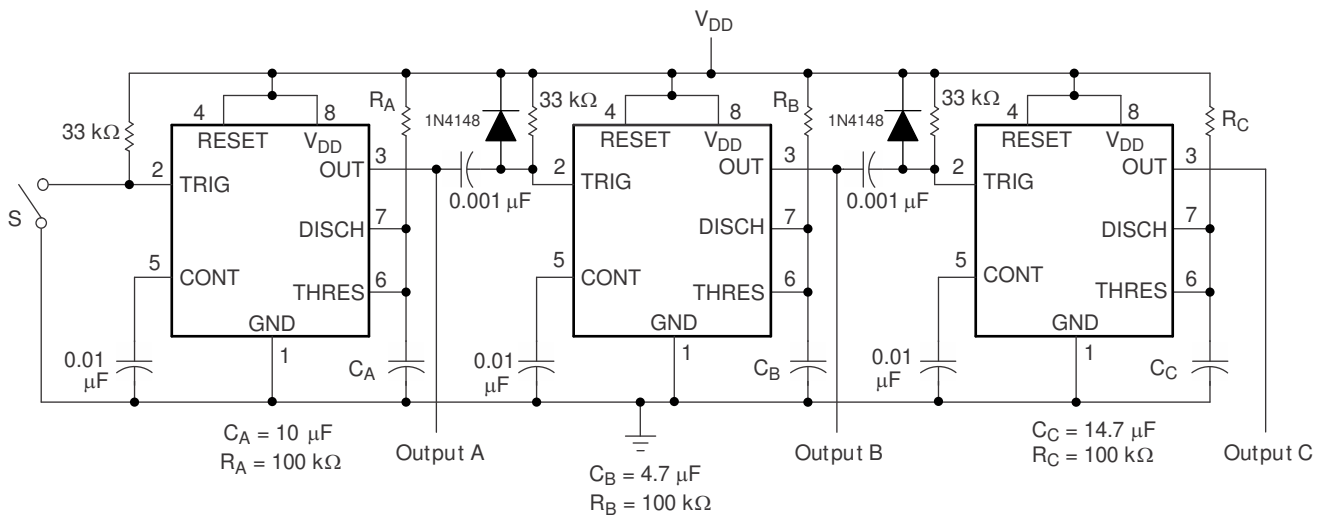 VDD
33 kΩ
S
4
8
RESET
VDD
2
TRIG
OUT
3
DISCH
7
5
CONT
THRES
6
GND
1
0.01
μF
RA
CA
1N4148
33 kΩ
0.001 μF
4
8
RESET
VDD
2
TRIG
OUT
3
DISCH
7
5
CONT
THRES
6
GND
1
0.01
μF
RB
CB
1N4148
33 kΩ
0.001 μF
4
8
RESET
VDD
2
TRIG
OUT
3
DISCH
7
5
CONT
THRES
6
GND
1
0.01
μF
RC
CC
CA = 10 μF
RA = 100 kΩ
Output A
CB = 4.7 μF
RB = 100 kΩ
Output B
CC = 14.7 μF
RC = 100 kΩ
Output C